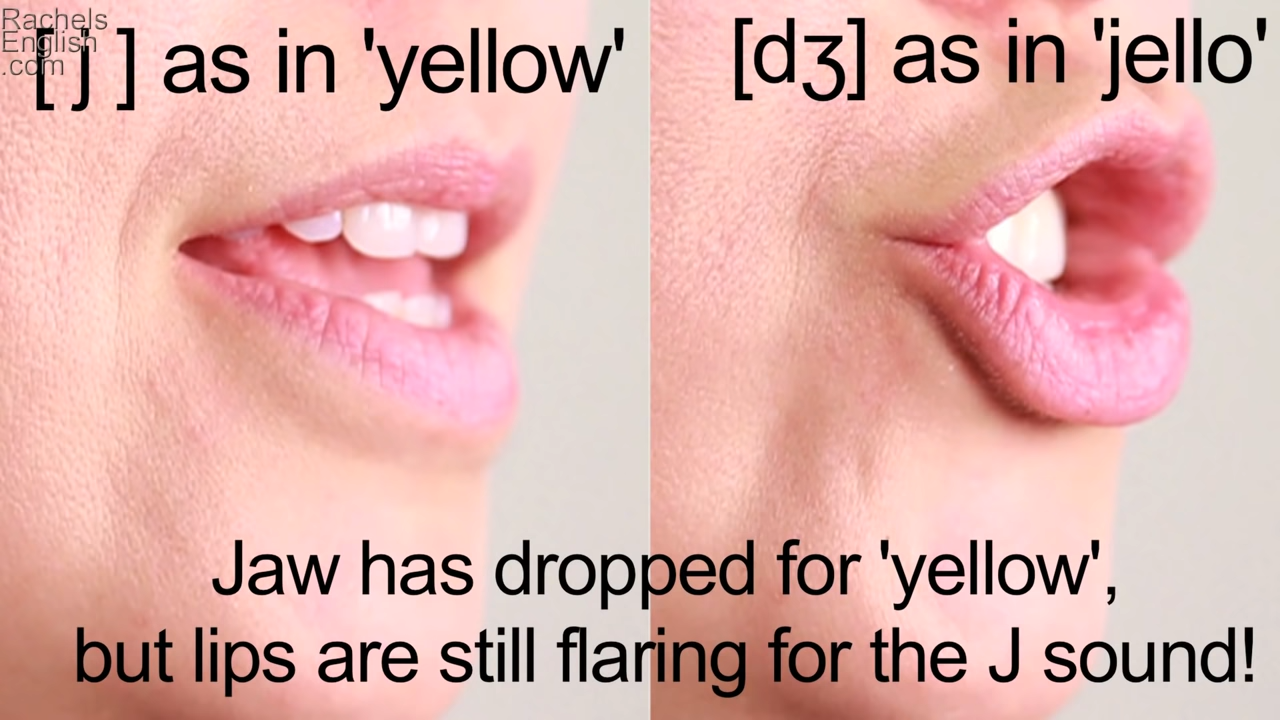 Rachels
English
.com
[ j ] as in 'yellow'
[dʒ] as in 'jello'
Jaw has dropped for 'yellow',
but lips are still flaring for the J sound!